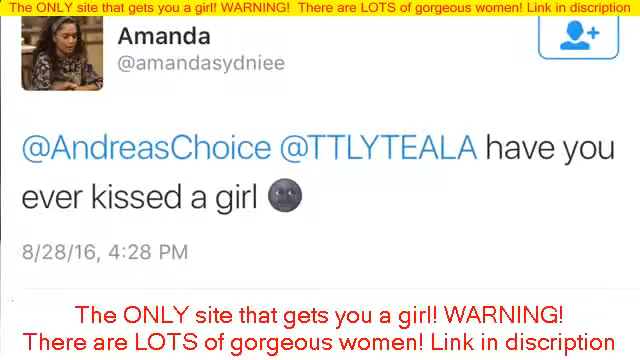 The ONLY site that gets you a girl! WARNING!  There are LOTS of gorgeous women! Link in discription
Amanda
@amandasydniee
@AndreasChoice @TTLYTEALA have you
ever kissed a girl 🌚
8/28/16, 4:28 PM
The ONLY site that gets you a girl! WARNING!
There are LOTS of gorgeous women! Link in discription